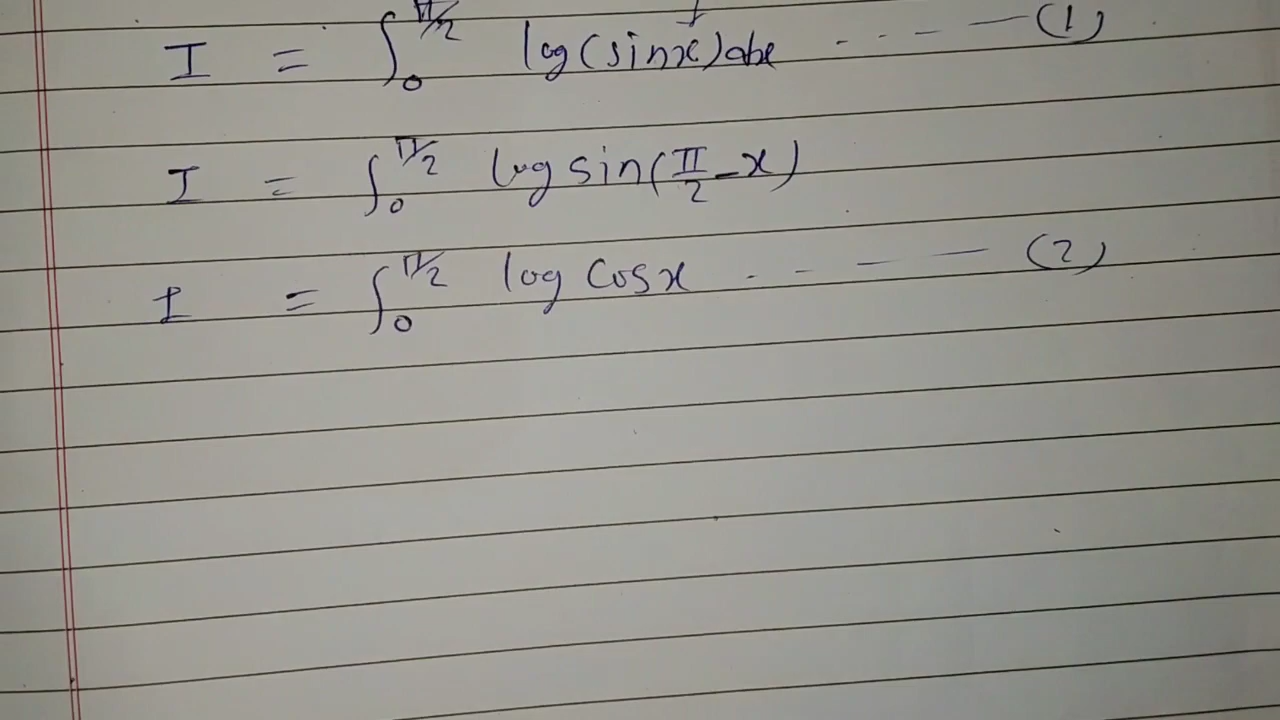 I = ∫₀^π/2 log(sinx)dx - - - — (1)
I = ∫₀^π/2 log sin(π/2 - x)
I = ∫₀^π/2 log cosx - - - — (2)